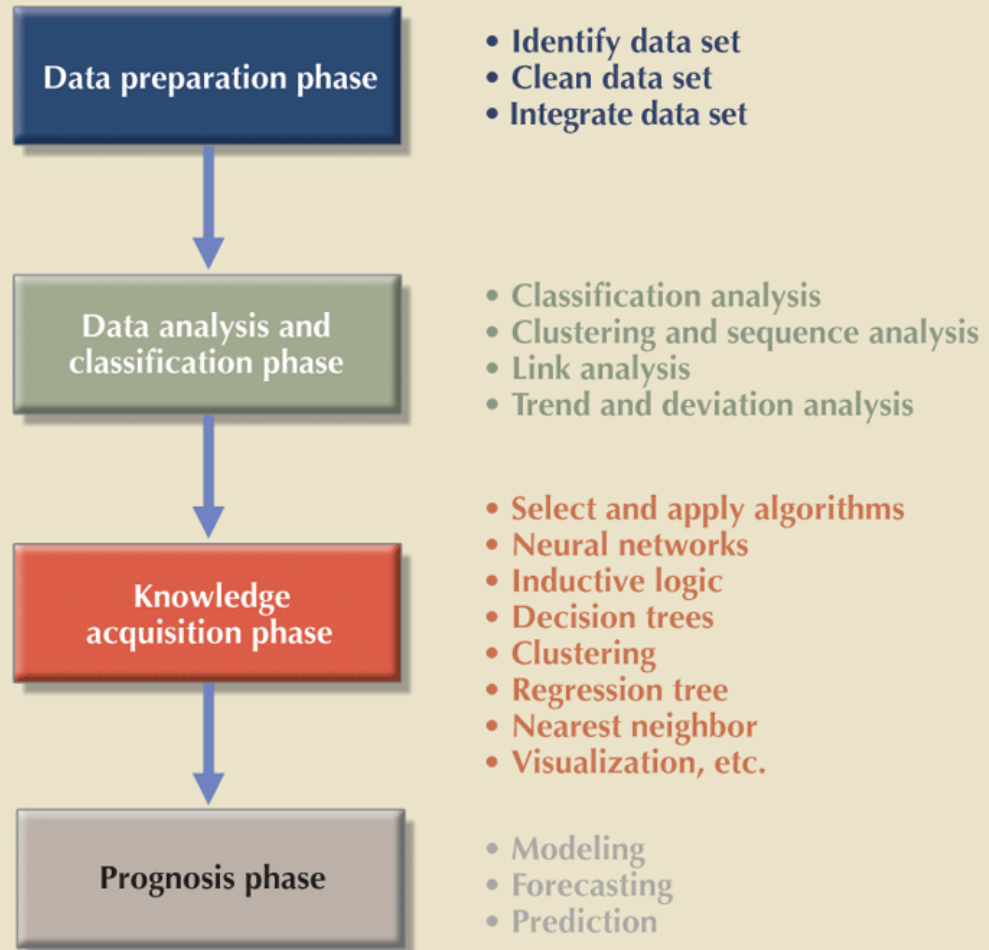 Data preparation phase
• Identify data set
• Clean data set
• Integrate data set
Data analysis and
classification phase
• Classification analysis
• Clustering and sequence analysis
• Link analysis
• Trend and deviation analysis
Knowledge
acquisition phase
• Select and apply algorithms
• Neural networks
• Inductive logic
• Decision trees
• Clustering
• Regression tree
• Nearest neighbor
• Visualization, etc.
Prognosis phase
• Modeling
• Forecasting
• Prediction